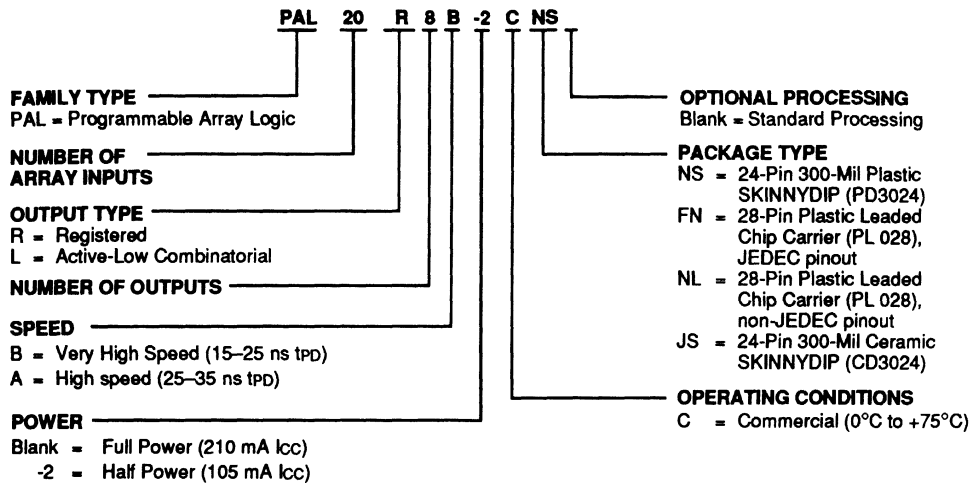 PAL 20 R 8 B -2 C NS
FAMILY TYPE
PAL = Programmable Array Logic
NUMBER OF
ARRAY INPUTS
OUTPUT TYPE
R = Registered
L = Active-Low Combinatorial
NUMBER OF OUTPUTS
SPEED
B = Very High Speed (15–25 ns tPD)
A = High speed (25–35 ns tPD)
POWER
Blank = Full Power (210 mA ICC)
-2 = Half Power (105 mA ICC)
OPTIONAL PROCESSING
Blank = Standard Processing
PACKAGE TYPE
NS = 24-Pin 300-Mil Plastic
SKINNYDIP (PD3024)
FN = 28-Pin Plastic Leaded
Chip Carrier (PL 028),
JEDEC pinout
NL = 28-Pin Plastic Leaded
Chip Carrier (PL 028),
non-JEDEC pinout
JS = 24-Pin 300-Mil Ceramic
SKINNYDIP (CD3024)
OPERATING CONDITIONS
C = Commercial (0°C to +75°C)